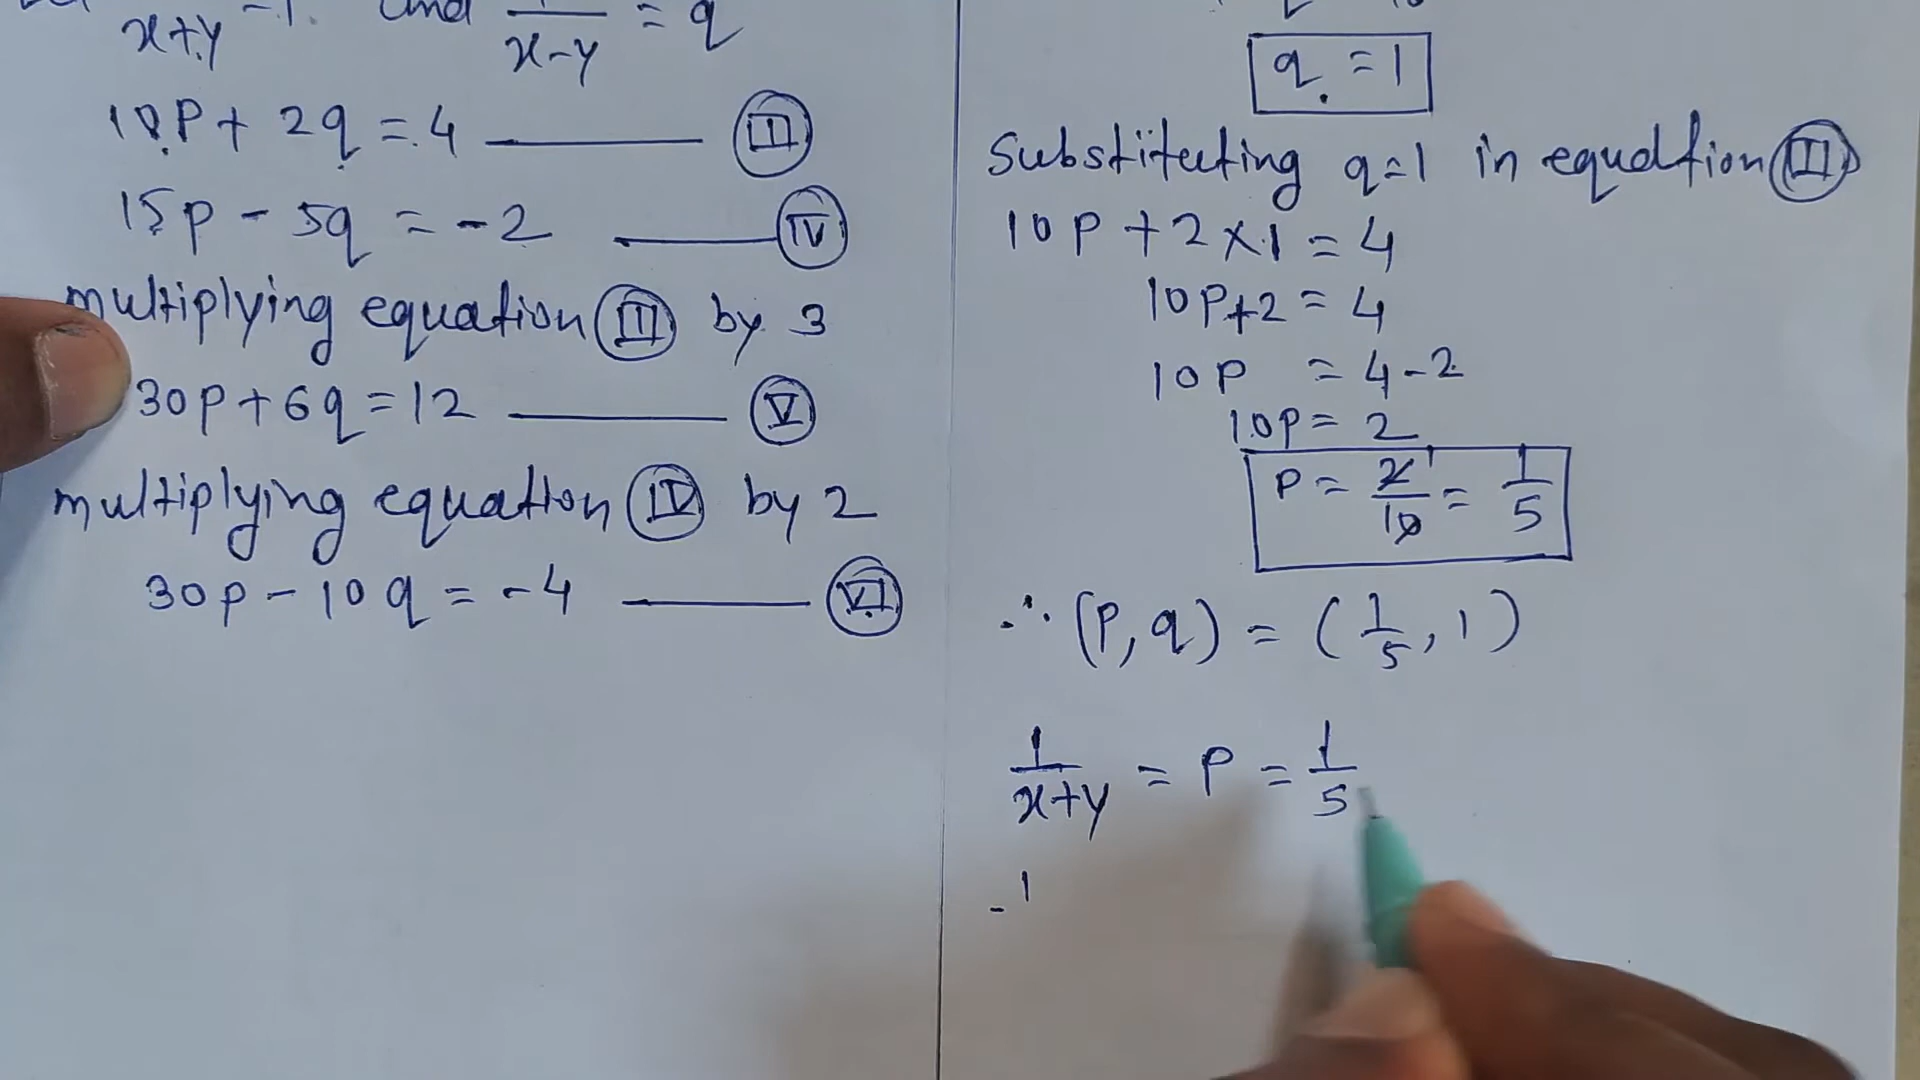 x+y
and
x-y = q
10P + 2q = 4 III
15p - 5q = -2 IV
multiplying equation III by 3
30p + 6q = 12 V
multiplying equation IV by 2
30p - 10q = -4 VI
q = 1
Substituting q=1 in equation III
10p + 2×1 = 4
10p+2 = 4
10p = 4-2
10p = 2
P = 2/10 = 1/5
∴ (p, q) = (1/5, 1)
1/x+y = P = 1/5